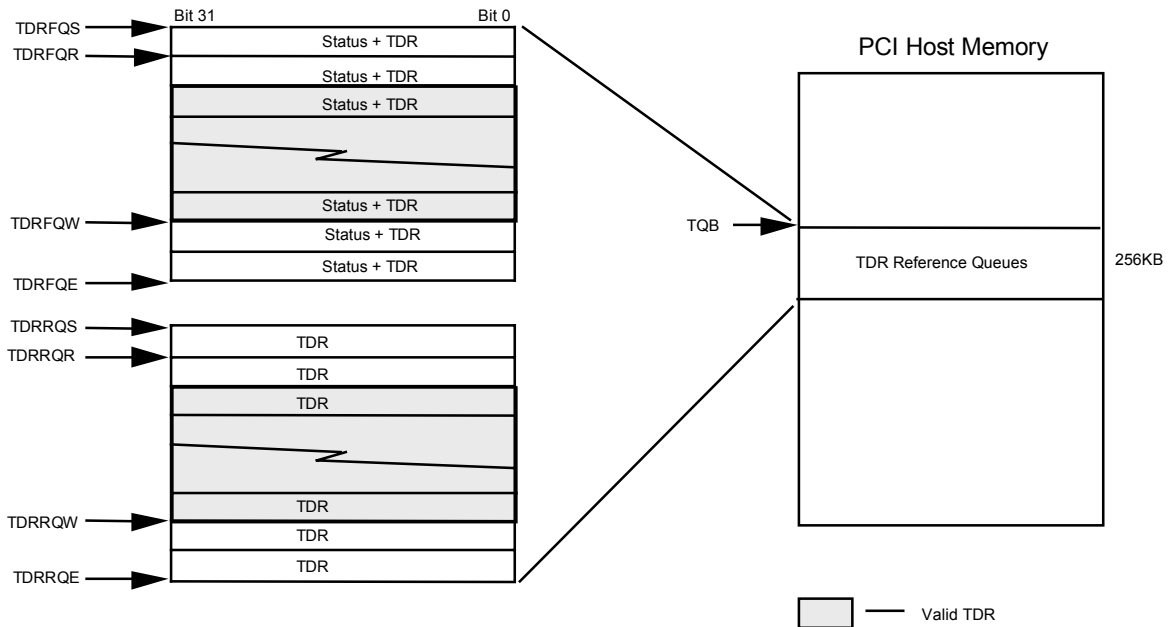 Bit 31
Bit 0
TDRFQS
Status + TDR
TDRFQR
Status + TDR
Status + TDR
Status + TDR
TDRFQW
Status + TDR
Status + TDR
TDRFQE
TDRRQS
TDR
TDRRQR
TDR
TDR
TDR
TDRRQW
TDR
TDR
TDRRQE
PCI Host Memory
TQB
TDR Reference Queues
256KB
Valid TDR